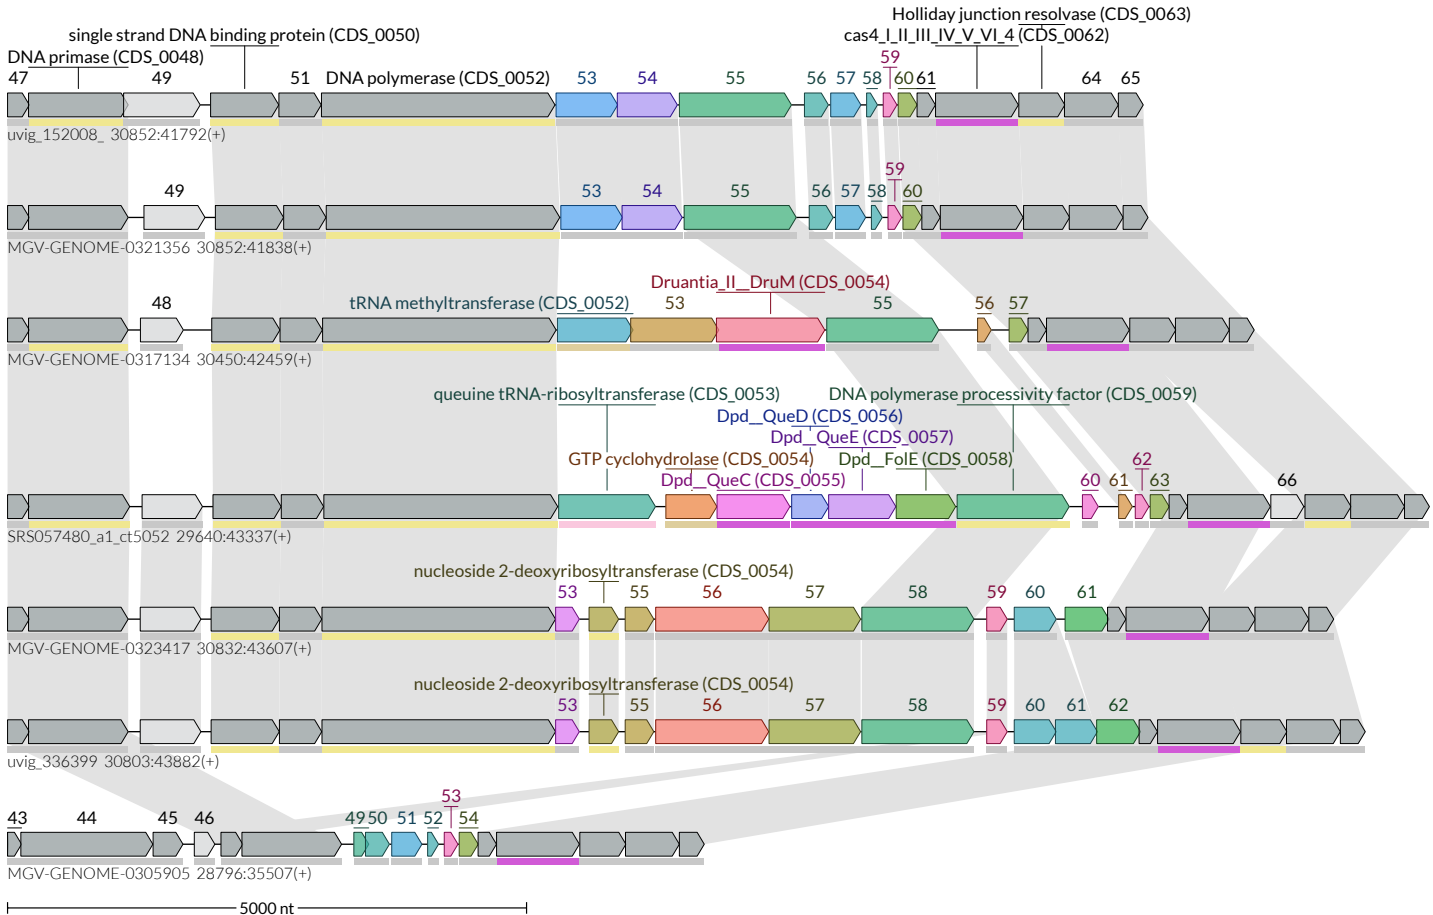 Holliday junction resolvase (CDS_0063)
single strand DNA binding protein (CDS_0050) cas4_I_II_III_IV_V_VI_4 (CDS_0062)
DNA primase (CDS_0048) 59
47 49 51 DNA polymerase (CDS_0052) 53 54 55 56 57 58 60 61 64 65
uvig_152008_ 30852:41792(+)
59
49 53 54 55 56 57 58 60
MGV-GENOME-0321356 30852:41838(+)
Druantia_II__DruM (CDS_0054)
48 tRNA methyltransferase (CDS_0052) 53 55 56 57
MGV-GENOME-0317134 30450:42459(+)
queuine tRNA-ribosyltransferase (CDS_0053) DNA polymerase processivity factor (CDS_0059)
Dpd__QueD (CDS_0056)
Dpd__QueE (CDS_0057)
GTP cyclohydrolase (CDS_0054) Dpd__FolE (CDS_0058) 62
Dpd__QueC (CDS_0055) 60 61 63 66
SRS057480_a1_ct5052 29640:43337(+)
nucleoside 2-deoxyribosyltransferase (CDS_0054)
53 55 56 57 58 59 60 61
MGV-GENOME-0323417 30832:43607(+)
nucleoside 2-deoxyribosyltransferase (CDS_0054)
53 55 56 57 58 59 60 61 62
uvig_336399 30803:43882(+)
53
43 44 45 46 49 50 51 52 54
MGV-GENOME-0305905 28796:35507(+)
5000 nt